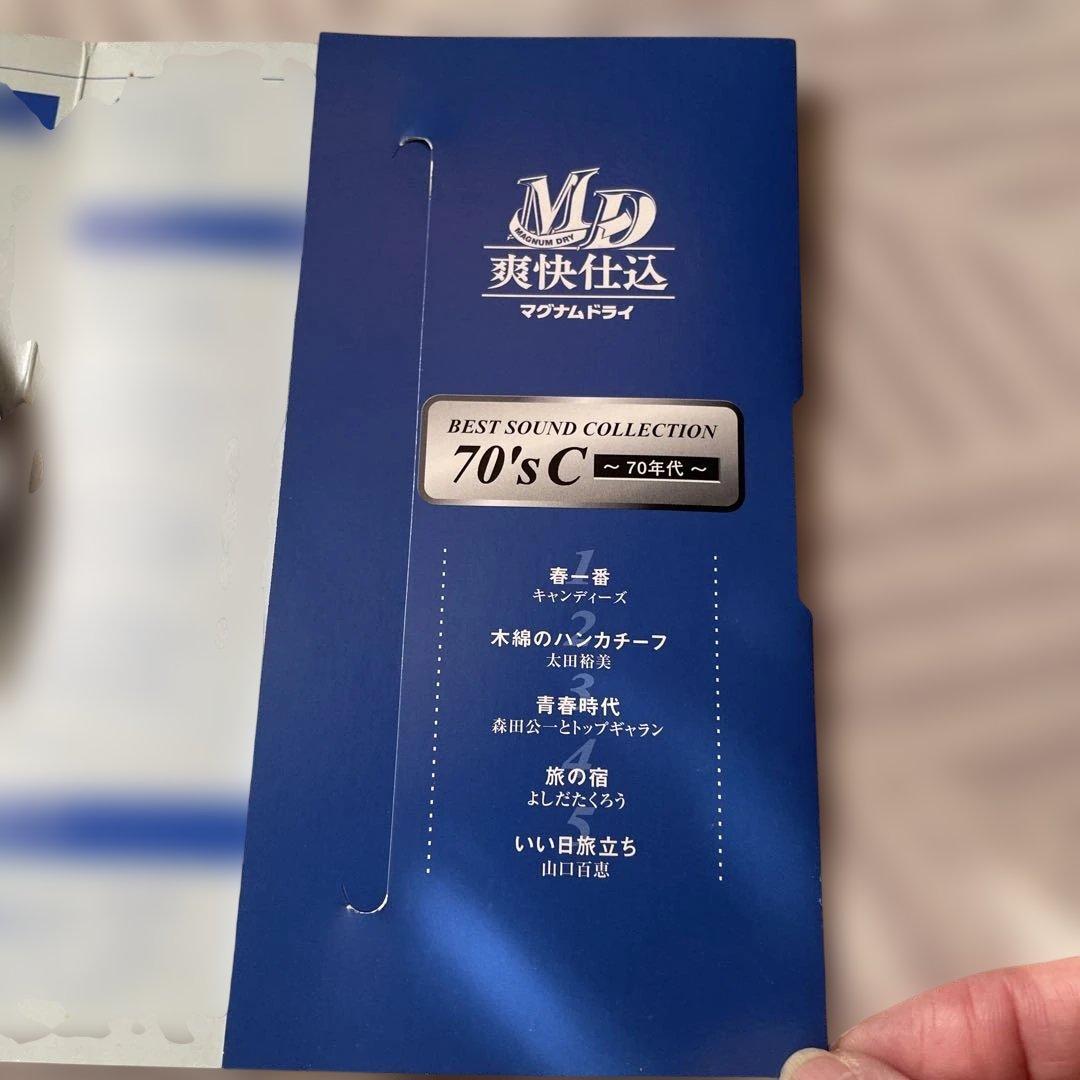 MD
MAGNUM DRY
爽快仕込
マグナムドライ
BEST SOUND COLLECTION
70's C ～ 70年代 ～
1
春一番
キャンディーズ
2
木綿のハンカチーフ
太田裕美
3
青春時代
森田公一とトップギャラン
4
旅の宿
よしだたくろう
5
いい日旅立ち
山口百恵